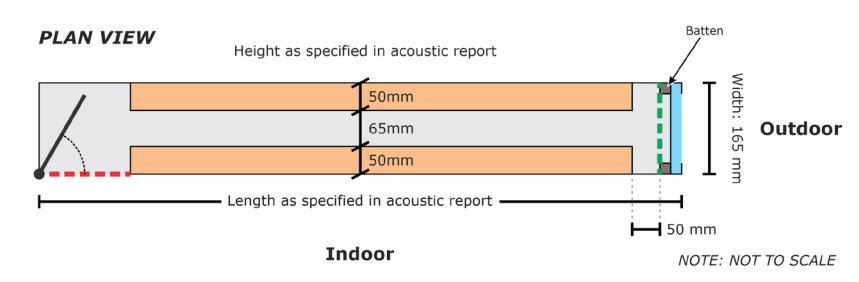 PLAN VIEW
Batten
Height as specified in acoustic report
50mm
65mm
50mm
Width: 165 mm
Outdoor
Length as specified in acoustic report
50 mm
Indoor
NOTE: NOT TO SCALE